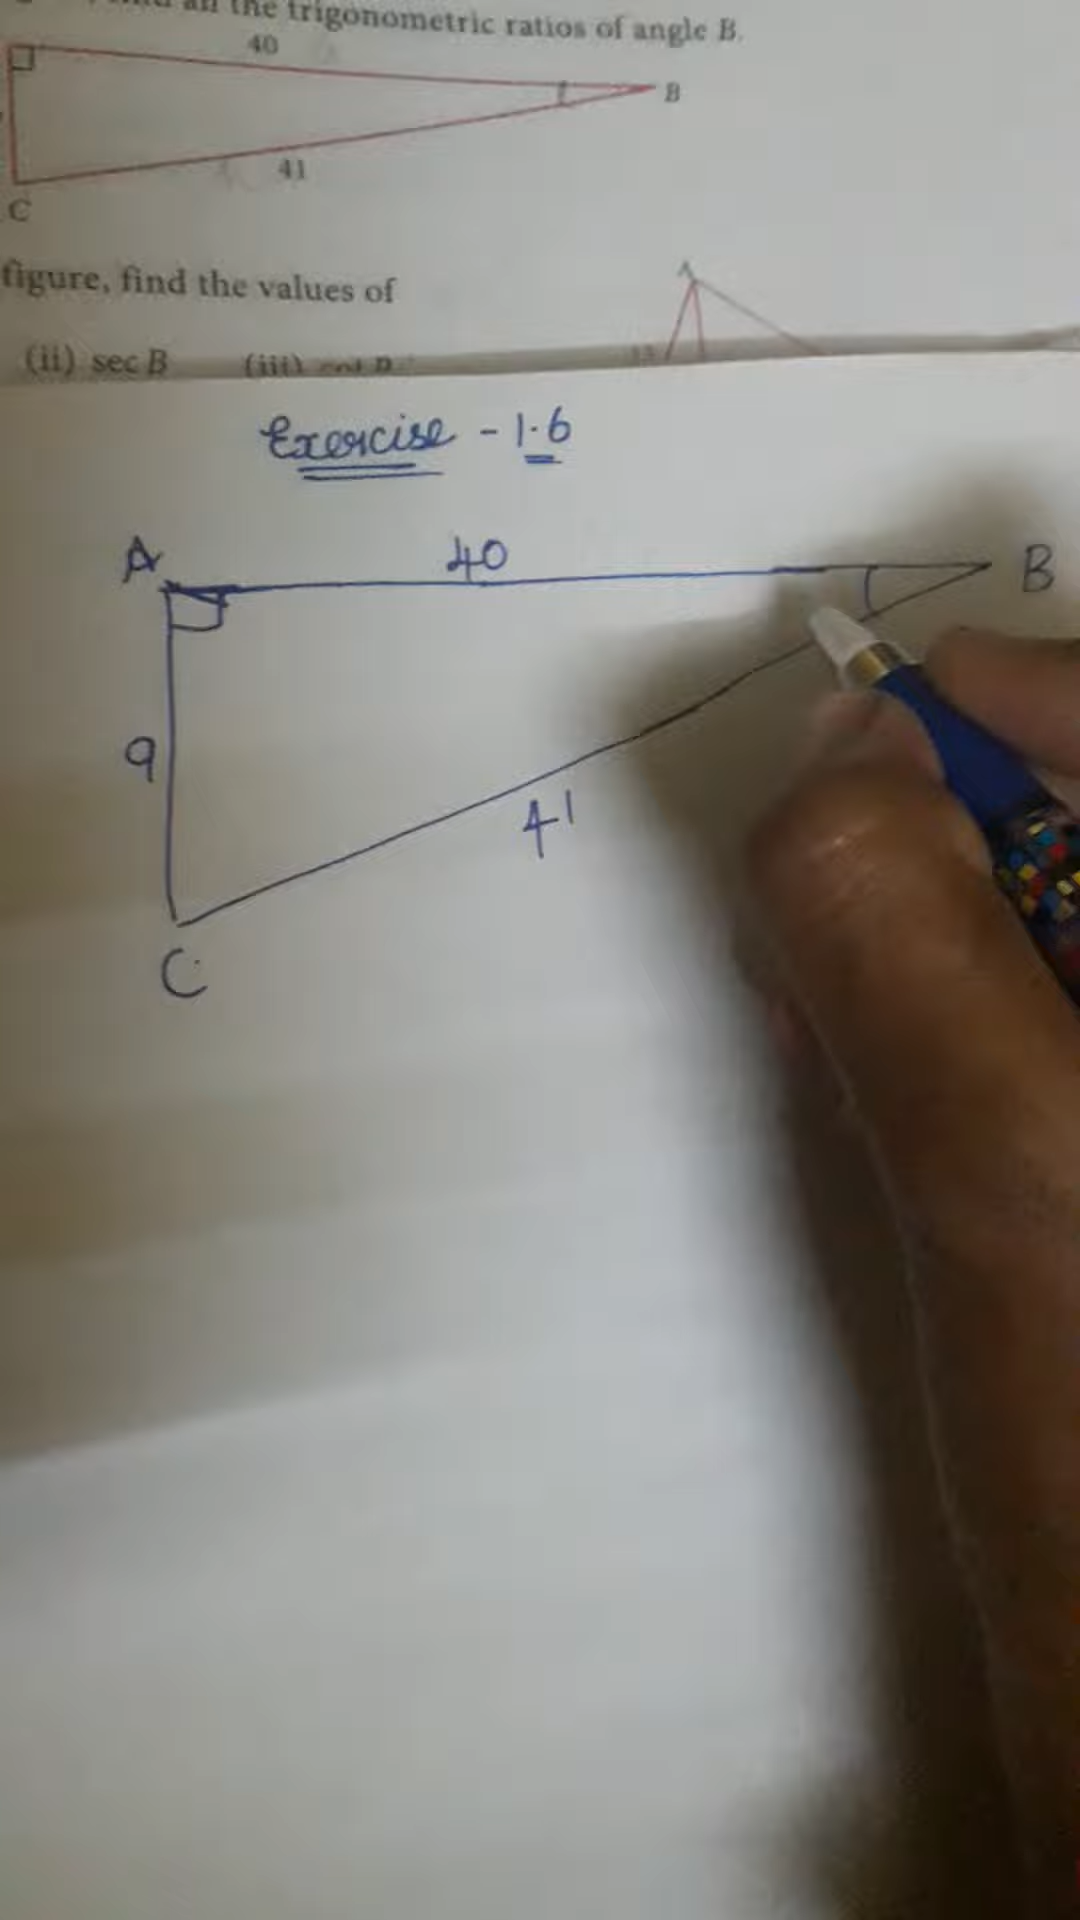 the trigonometric ratios of angle B.
40
B
41
C
figure, find the values of
A
(ii) sec B (iii)
Exercise - 1.6
A 40 B
9
41
C